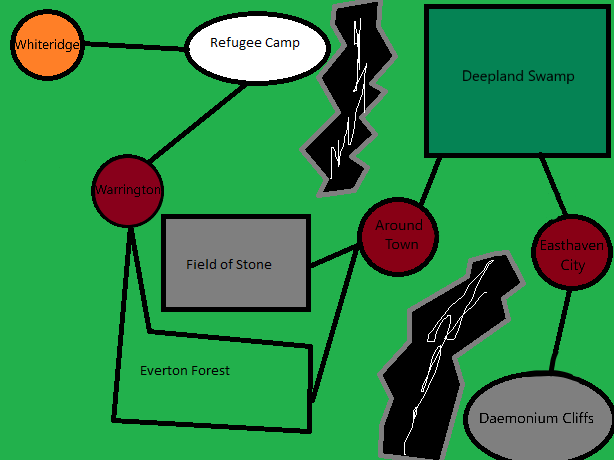 Whiteridge
Refugee Camp
Deepland Swamp
Warrington
Around
Town
Easthaven
City
Field of Stone
Everton Forest
Daemonium Cliffs